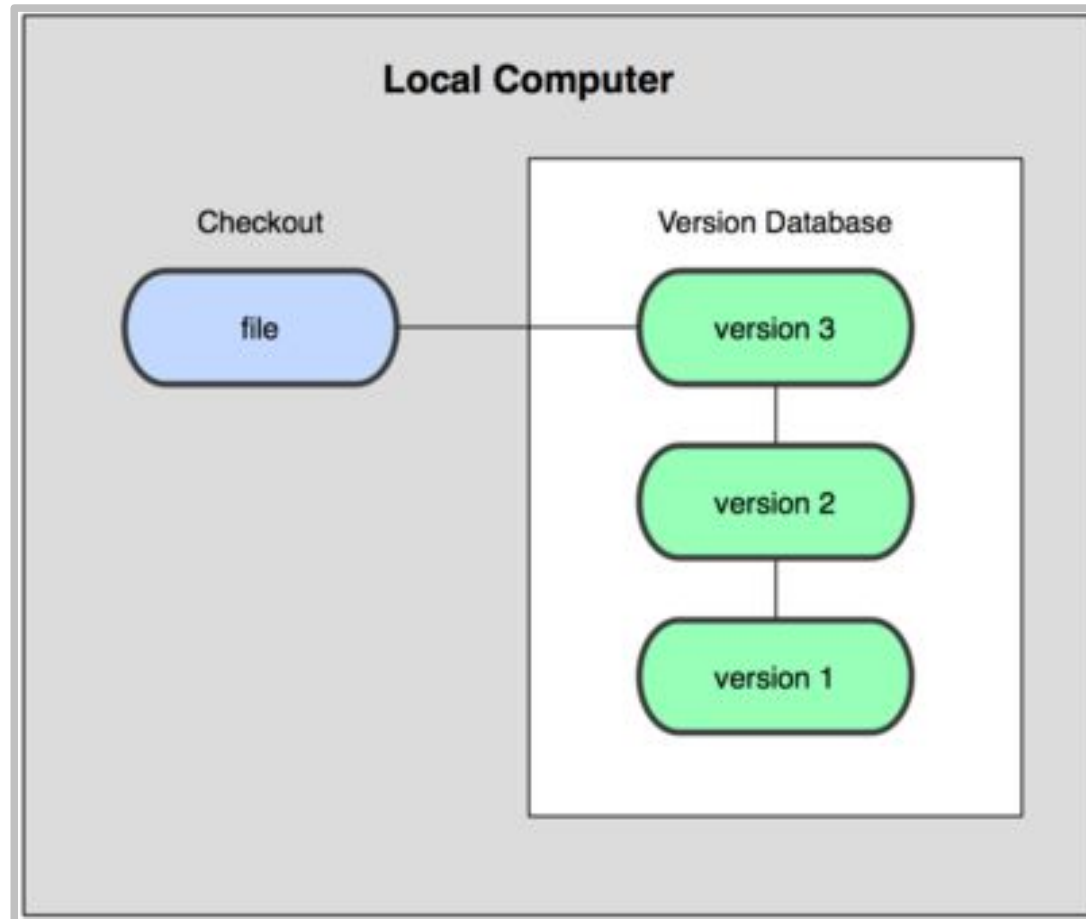 Local Computer
Checkout
Version Database
file
version 3
version 2
version 1